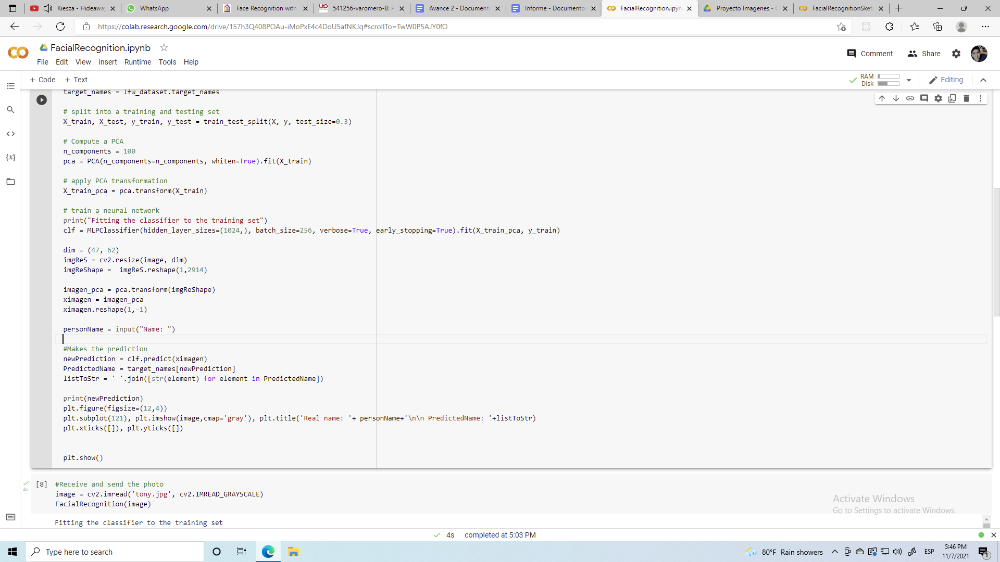 Kiesza - Hideaway
WhatsApp
Face Recognition with
541256-varomero-B: P
Avance 2 - Documento
Informe - Documentos
FacialRecognition.ipyn
Proyecto Imagenes - G
FacialRecognitionSket
https://colab.research.google.com/drive/157h3Q408POAu-iMoPxE4c4DoU5afNKJq#scrollTo=TwW0P5AJY0fO
FacialRecognition.ipynb
Comment
Share
File Edit View Insert Runtime Tools Help
+ Code + Text
RAM
Disk
Editing
target_names = lfw_dataset.target_names
# split into a training and testing set
X_train, X_test, y_train, y_test = train_test_split(X, y, test_size=0.3)
# Compute a PCA
n_components = 100
pca = PCA(n_components=n_components, whiten=True).fit(X_train)
# apply PCA transformation
X_train_pca = pca.transform(X_train)
# train a neural network
print("Fitting the classifier to the training set")
clf = MLPClassifier(hidden_layer_sizes=(1024,), batch_size=256, verbose=True, early_stopping=True).fit(X_train_pca, y_train)
dim = (47, 62)
imgReS = cv2.resize(image, dim)
imgReShape =  imgReS.reshape(1,2914)
imagen_pca = pca.transform(imgReShape)
ximagen = imagen_pca
ximagen.reshape(1,-1)
personName = input("Name: ")
#Makes the prediction
newPrediction = clf.predict(ximagen)
PredictedName = target_names[newPrediction]
listToStr = ' '.join([str(element) for element in PredictedName])
print(newPrediction)
plt.figure(figsize=(12,4))
plt.subplot(121), plt.imshow(image,cmap='gray'), plt.title('Real name: '+ personName+'\n\n PredictedName: '+listToStr)
plt.xticks([]), plt.yticks([])
plt.show()
[8] #Receive and send the photo
4s
image = cv2.imread('tony.jpg', cv2.IMREAD_GRAYSCALE)
FacialRecognition(image)
Activate Windows
Go to Settings to activate Windows.
Fitting the classifier to the training set
4s completed at 5:03 PM
Type here to search
80°F Rain showers
ESP
5:46 PM
11/7/2021
1